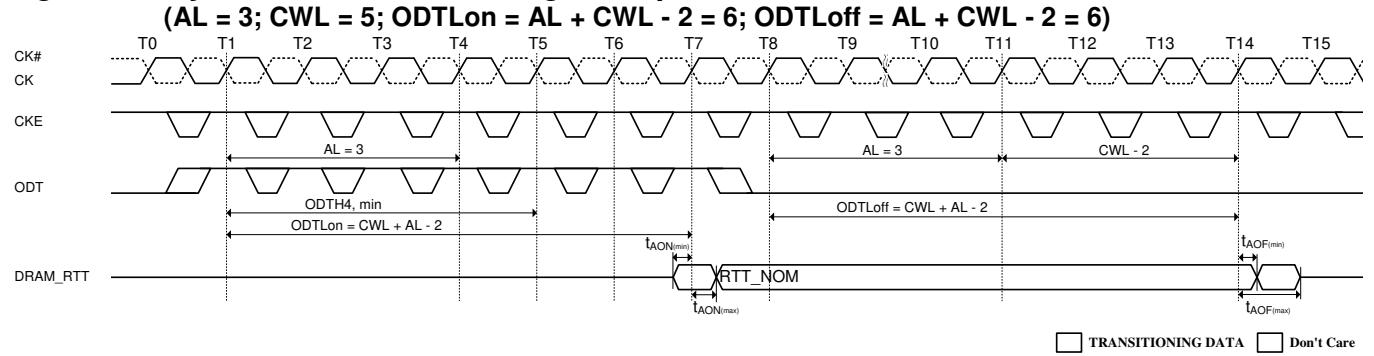 (AL = 3; CWL = 5; ODTLon = AL + CWL - 2 = 6; ODTLoff = AL + CWL - 2 = 6)
T0 T1 T2 T3 T4 T5 T6 T7 T8 T9 T10 T11 T12 T13 T14 T15
CK#
CK
CKE
AL = 3 AL = 3 CWL - 2
ODT
ODTH4, min ODTLoff = CWL + AL - 2
ODTLon = CWL + AL - 2
tAON(min) tAOF(min)
DRAM_RTT RTT_NOM
tAON(max) tAOF(max)
TRANSITIONING DATA Don't Care